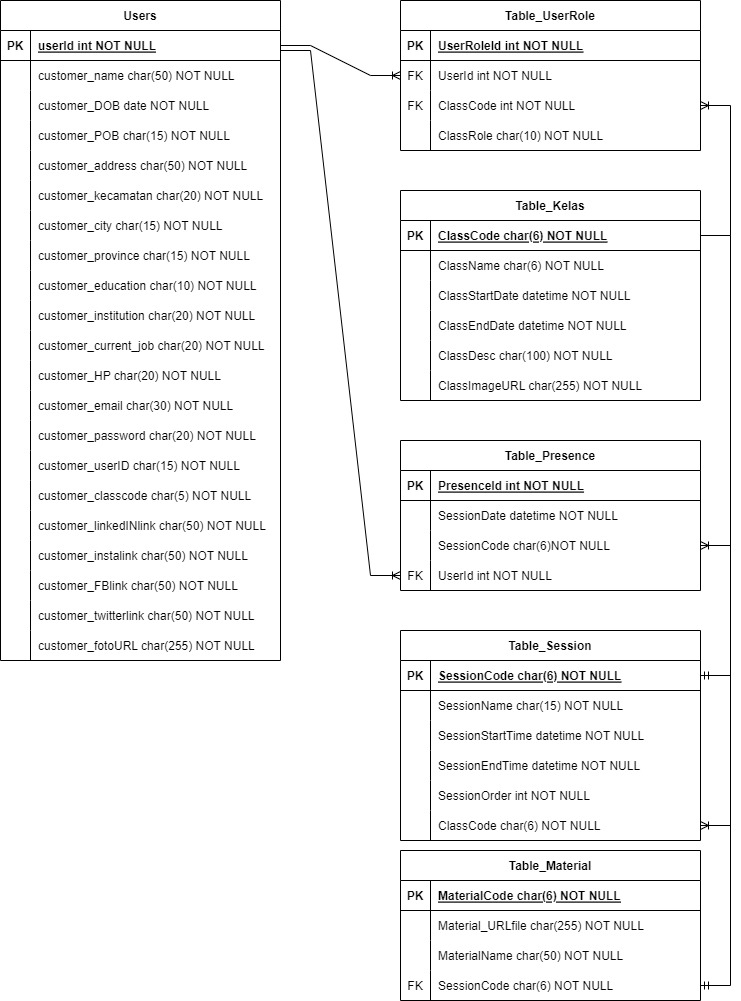 Users
PK userId int NOT NULL
customer_name char(50) NOT NULL
customer_DOB date NOT NULL
customer_POB char(15) NOT NULL
customer_address char(50) NOT NULL
customer_kecamatan char(20) NOT NULL
customer_city char(15) NOT NULL
customer_province char(15) NOT NULL
customer_education char(10) NOT NULL
customer_institution char(20) NOT NULL
customer_current_job char(20) NOT NULL
customer_HP char(20) NOT NULL
customer_email char(30) NOT NULL
customer_password char(20) NOT NULL
customer_userID char(15) NOT NULL
customer_classcode char(5) NOT NULL
customer_linkedINlink char(50) NOT NULL
customer_instalink char(50) NOT NULL
customer_FBlink char(50) NOT NULL
customer_twitterlink char(50) NOT NULL
customer_fotoURL char(255) NOT NULL
Table_UserRole
PK UserRoleId int NOT NULL
FK UserId int NOT NULL
FK ClassCode int NOT NULL
ClassRole char(10) NOT NULL
Table_Kelas
PK ClassCode char(6) NOT NULL
ClassName char(6) NOT NULL
ClassStartDate datetime NOT NULL
ClassEndDate datetime NOT NULL
ClassDesc char(100) NOT NULL
ClassImageURL char(255) NOT NULL
Table_Presence
PK PresenceId int NOT NULL
SessionDate datetime NOT NULL
SessionCode char(6)NOT NULL
FK UserId int NOT NULL
Table_Session
PK SessionCode char(6) NOT NULL
SessionName char(15) NOT NULL
SessionStartTime datetime NOT NULL
SessionEndTime datetime NOT NULL
SessionOrder int NOT NULL
ClassCode char(6) NOT NULL
Table_Material
PK MaterialCode char(6) NOT NULL
Material_URLfile char(255) NOT NULL
MaterialName char(50) NOT NULL
FK SessionCode char(6) NOT NULL